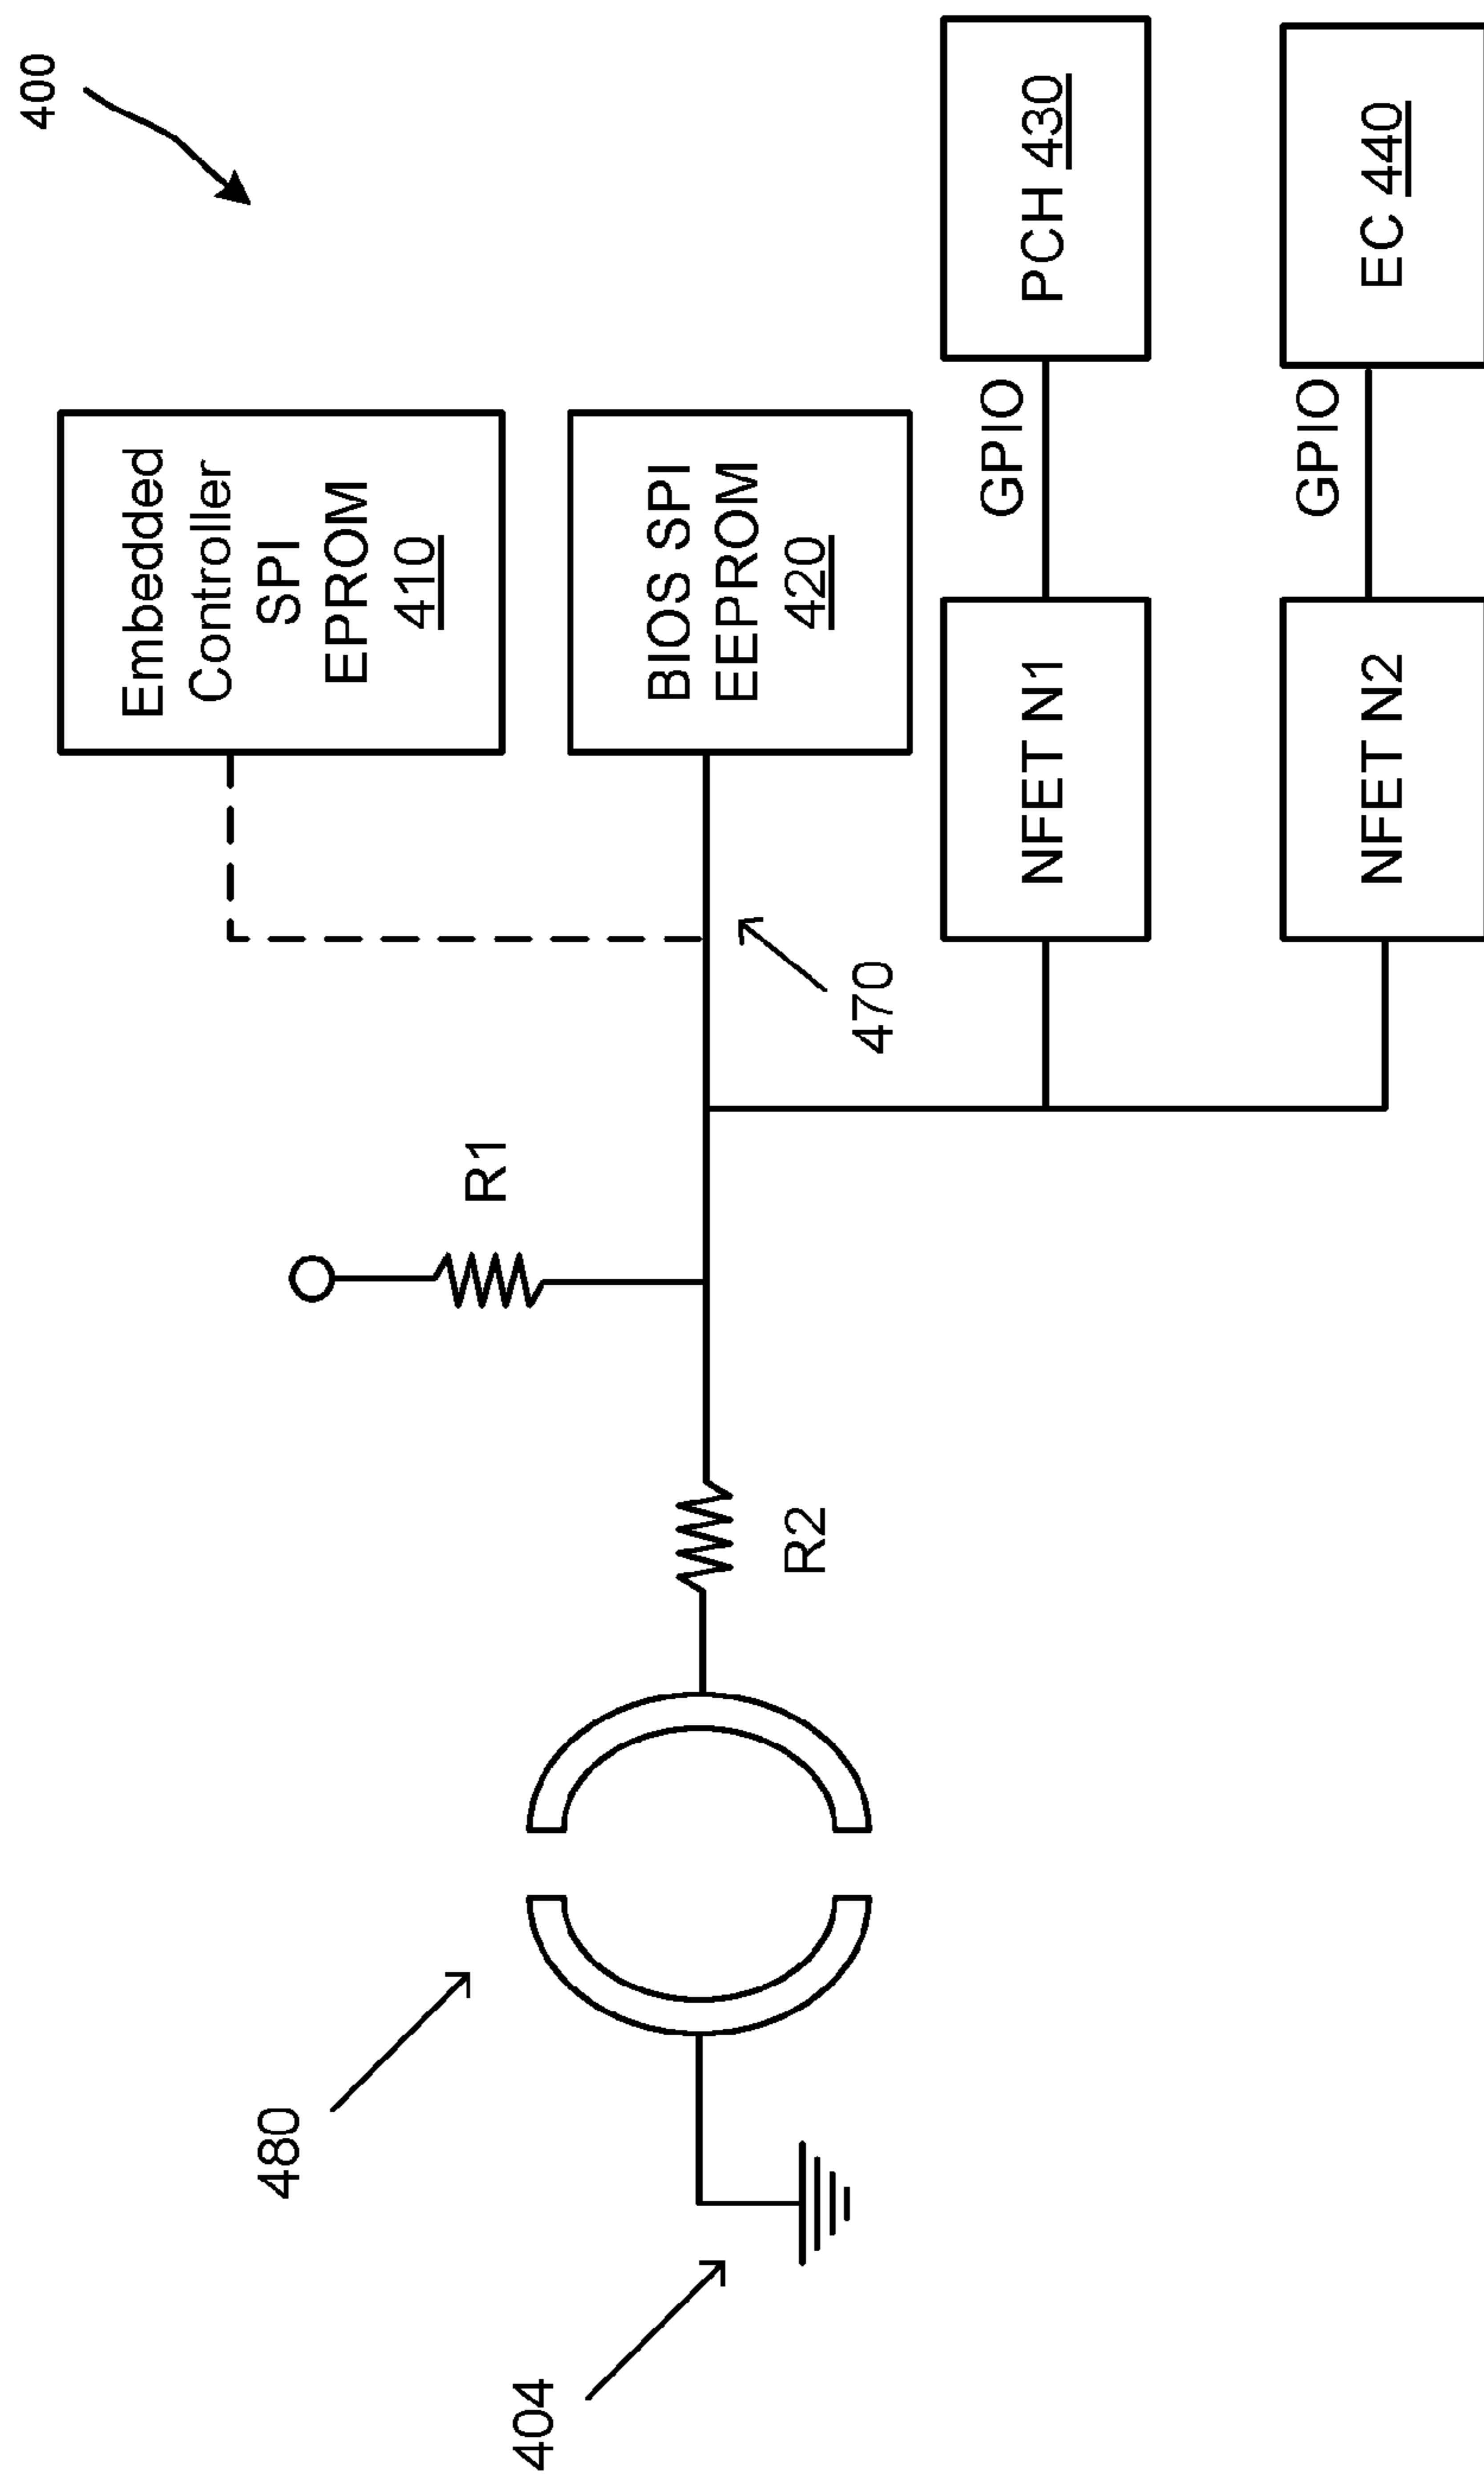 400
Embedded
Controller
SPI
EPROM
410
480
R1
404
BIOS SPI
EEPROM
420
R2
470
NFET N1
GPIO
PCH 430
NFET N2
GPIO
EC 440